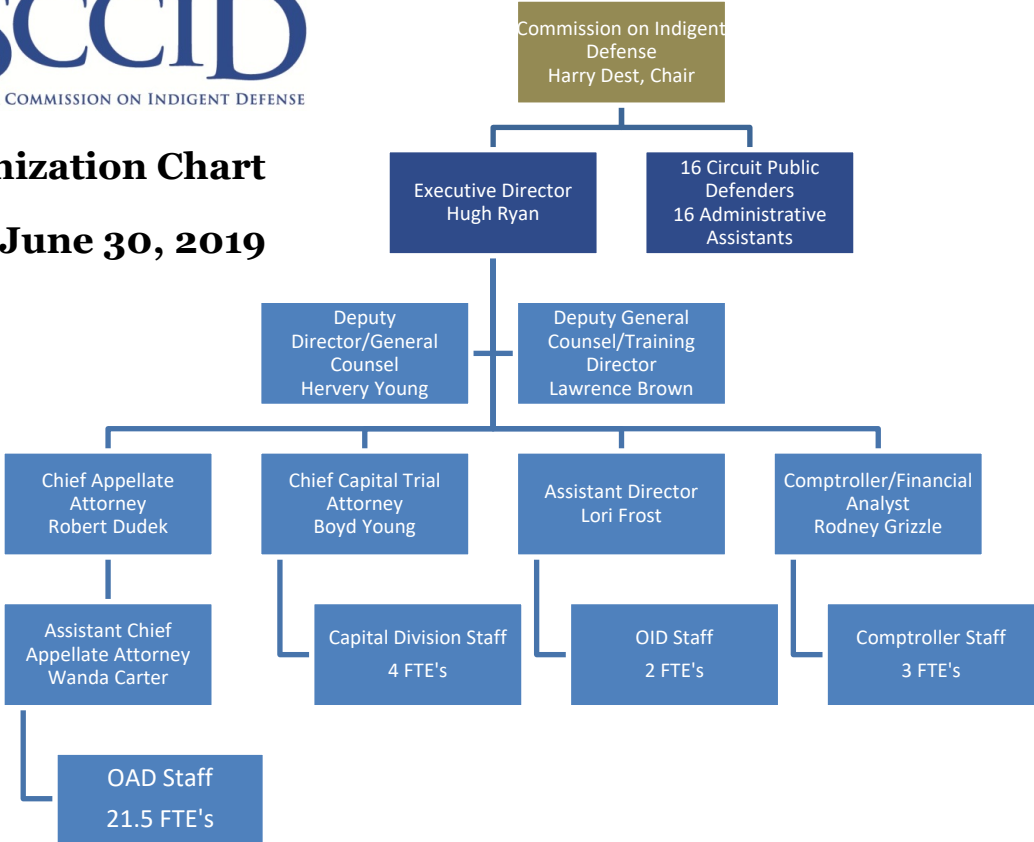 CCID
COMMISSION ON INDIGENT DEFENSE
nization Chart
June 30, 2019
Commission on Indigent
Defense
Harry Dest, Chair
Executive Director
Hugh Ryan
16 Circuit Public
Defenders
16 Administrative
Assistants
Deputy
Director/General
Counsel
Hervery Young
Deputy General
Counsel/Training
Director
Lawrence Brown
Chief Appellate
Attorney
Robert Dudek
Chief Capital Trial
Attorney
Boyd Young
Assistant Director
Lori Frost
Comptroller/Financial
Analyst
Rodney Grizzle
Assistant Chief
Appellate Attorney
Wanda Carter
Capital Division Staff
4 FTE's
OID Staff
2 FTE's
Comptroller Staff
3 FTE's
OAD Staff
21.5 FTE's